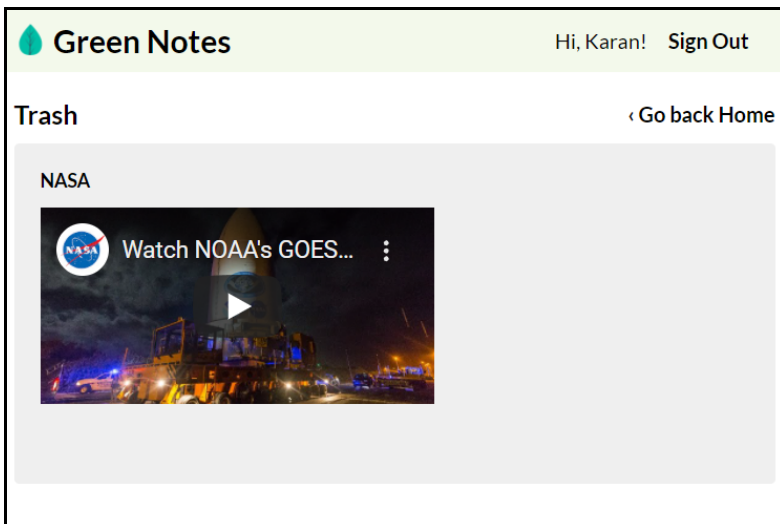 Green Notes
Hi, Karan! Sign Out
Trash
‹ Go back Home
NASA
NASA
Watch NOAA's GOES...